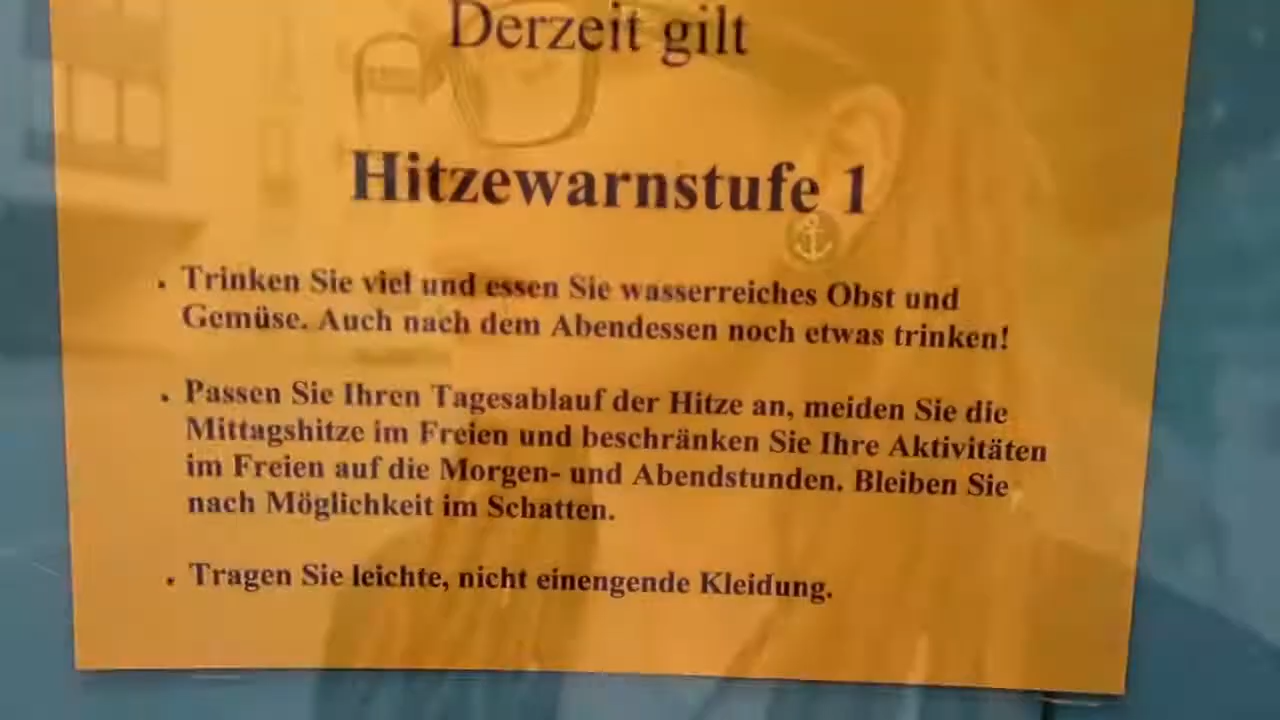 Derzeit gilt
Hitzewarnstufe 1
. Trinken Sie viel und essen Sie wasserreiches Obst und
Gemüse. Auch nach dem Abendessen noch etwas trinken!
. Passen Sie Ihren Tagesablauf der Hitze an, meiden Sie die
Mittagshitze im Freien und beschränken Sie Ihre Aktivitäten
im Freien auf die Morgen- und Abendstunden. Bleiben Sie
nach Möglichkeit im Schatten.
. Tragen Sie leichte, nicht einengende Kleidung.